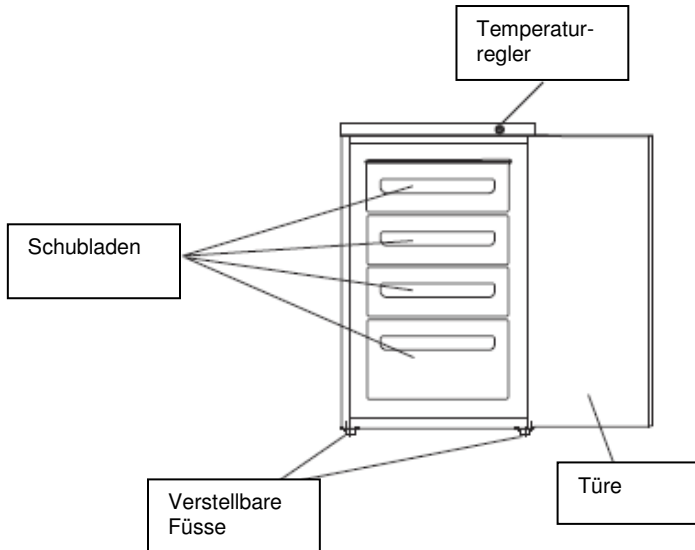 Temperatur-
regler
Schubladen
Verstellbare
Füsse
Türe